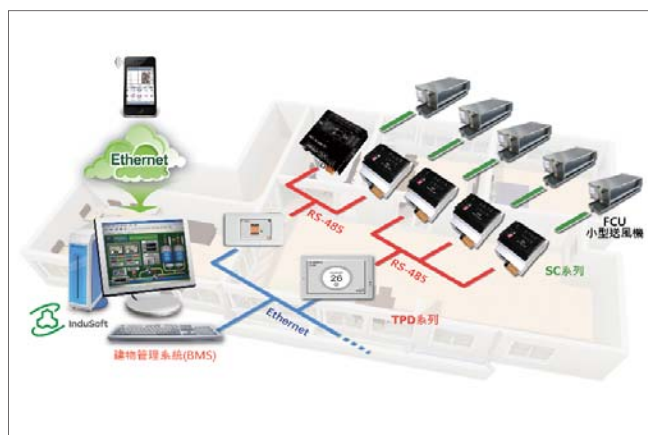 Ethernet
RS-485
RS-485
FCU
小型送風機
SC系列
26
TPD系列
Ethernet
InduSoft
建物管理系統(BMS)